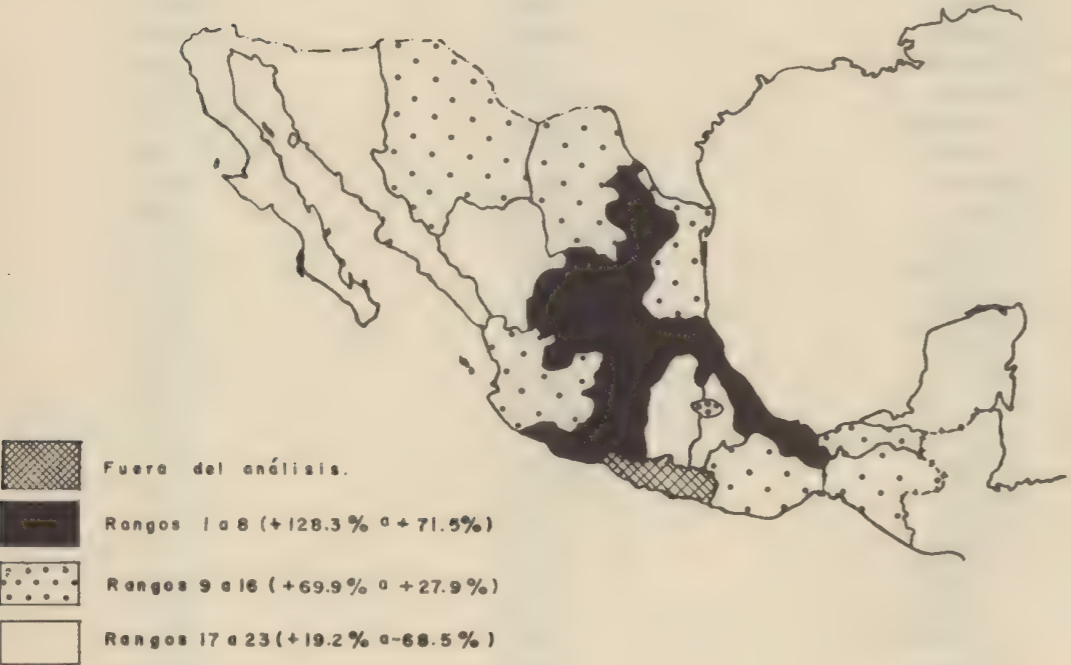 Fuera del análisis.
Rangos 1 a 8 (+128.3% a + 71.5%)
Rangos 9 a 16 (+69.9% a +27.9%)
Rangos 17 a 23 (+19.2% a -68.5%)